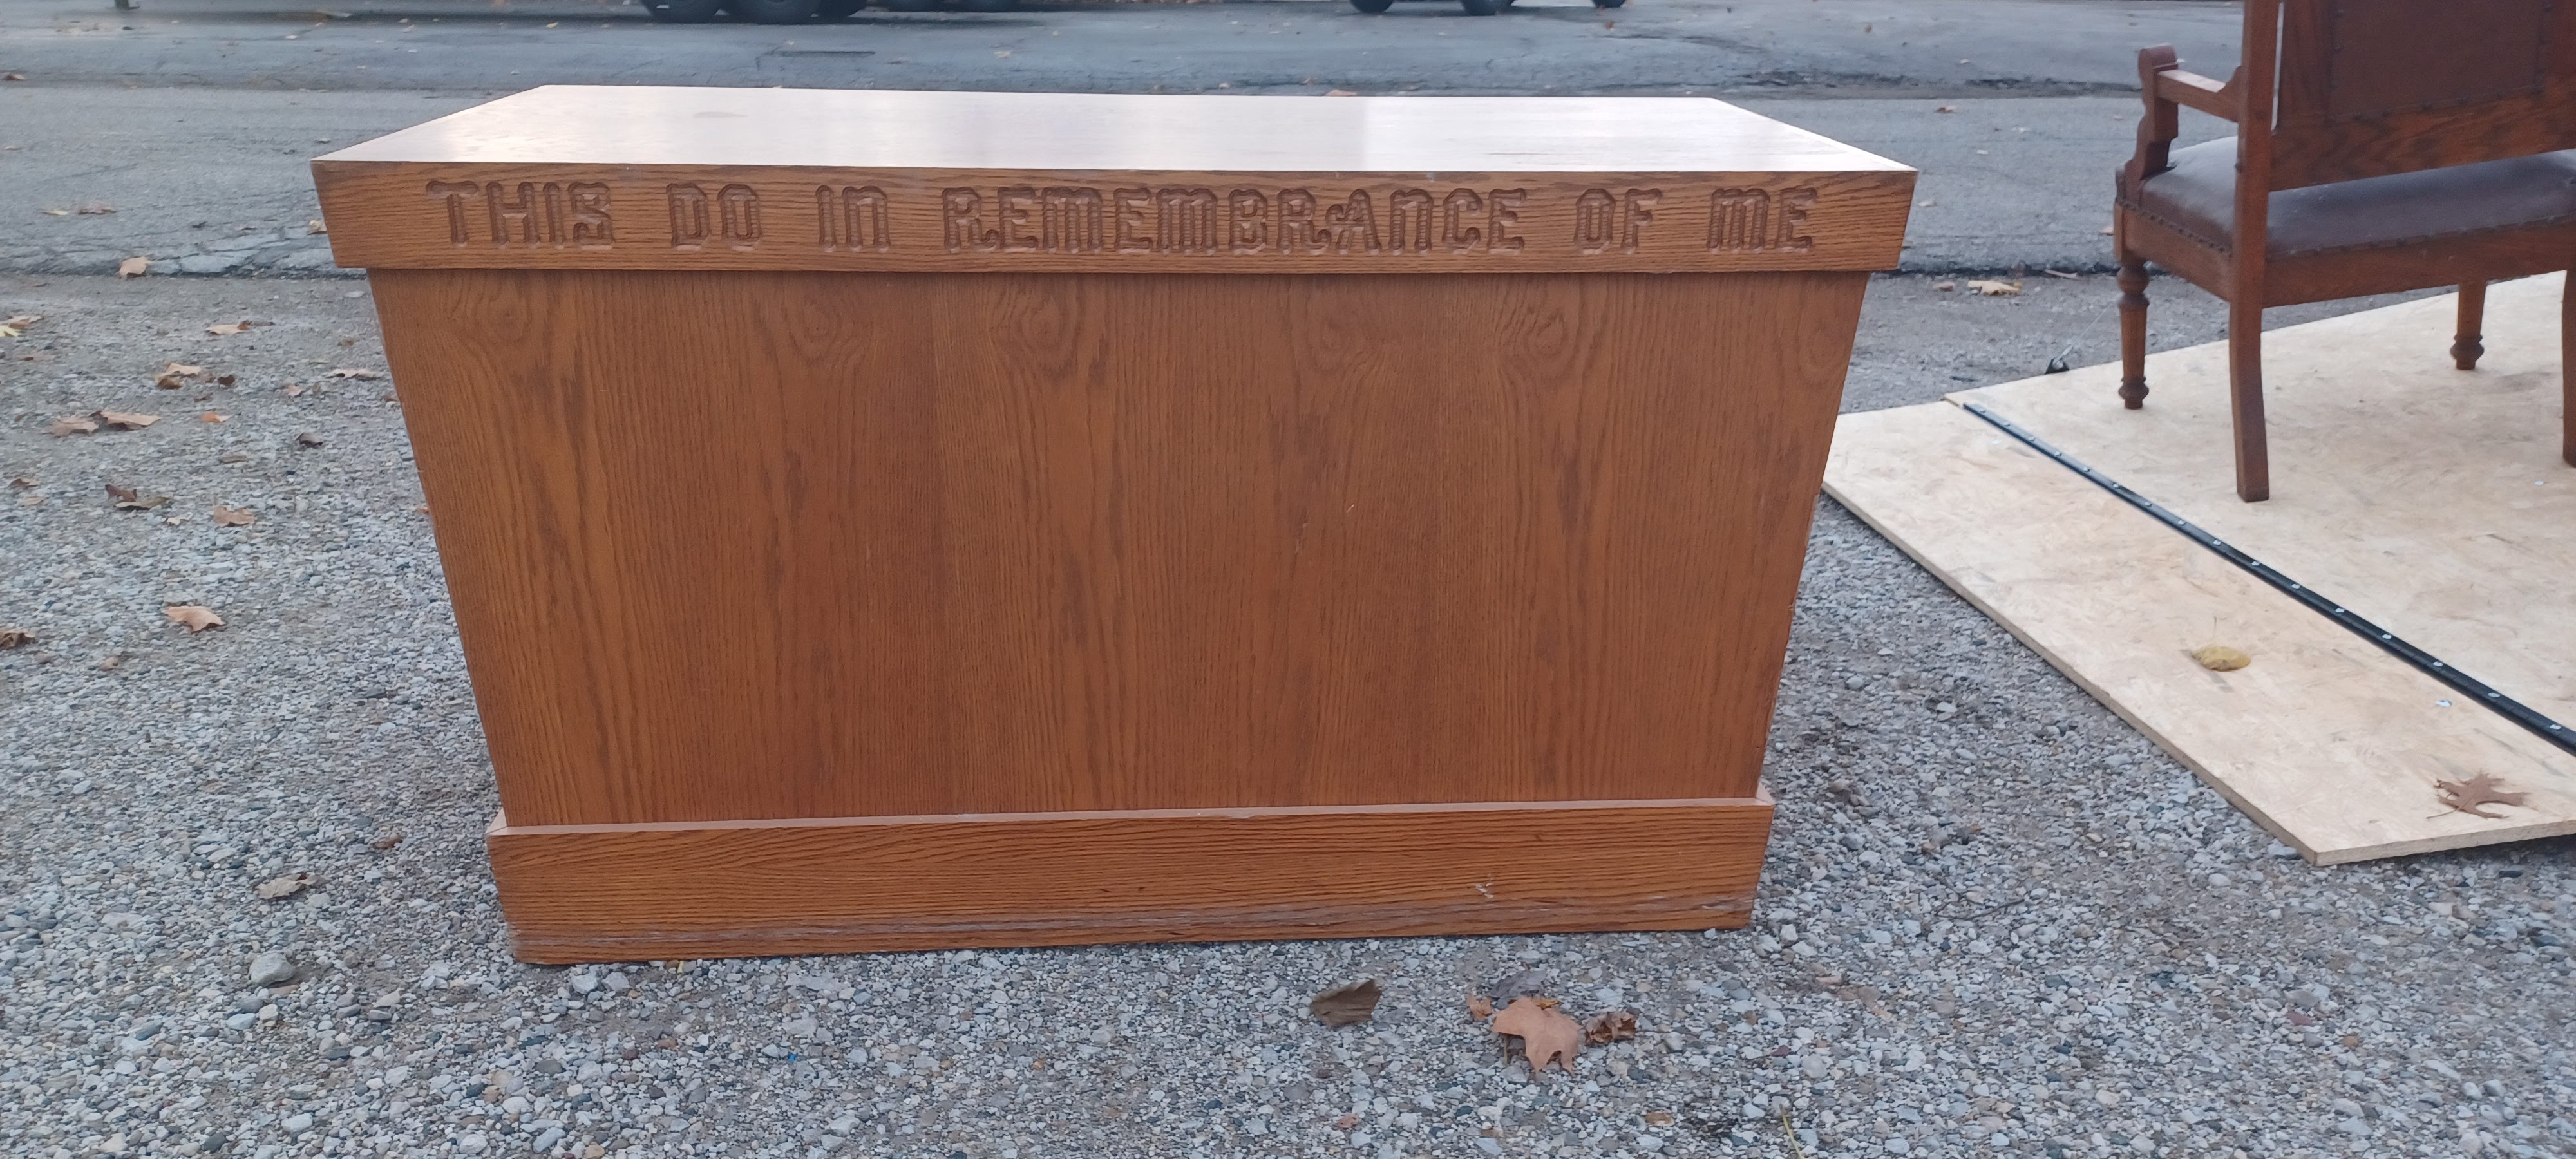 THIS DO IN REMEMBRANCE OF ME